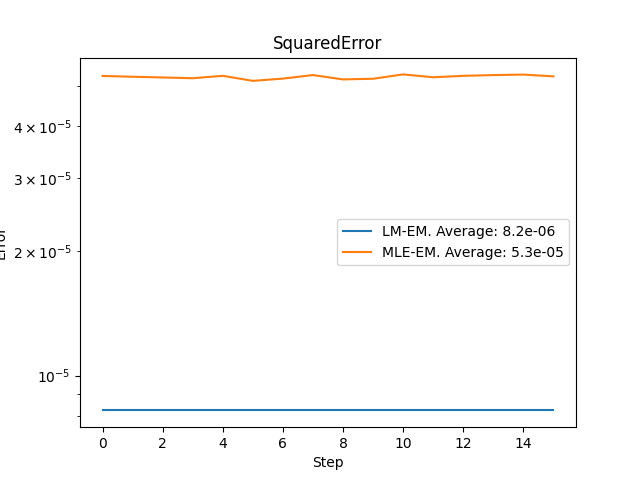 SquaredError
4 × 10⁻⁵
3 × 10⁻⁵
2 × 10⁻⁵
10⁻⁵
LM-EM. Average: 8.2e-06
MLE-EM. Average: 5.3e-05
0 2 4 6 8 10 12 14
Step